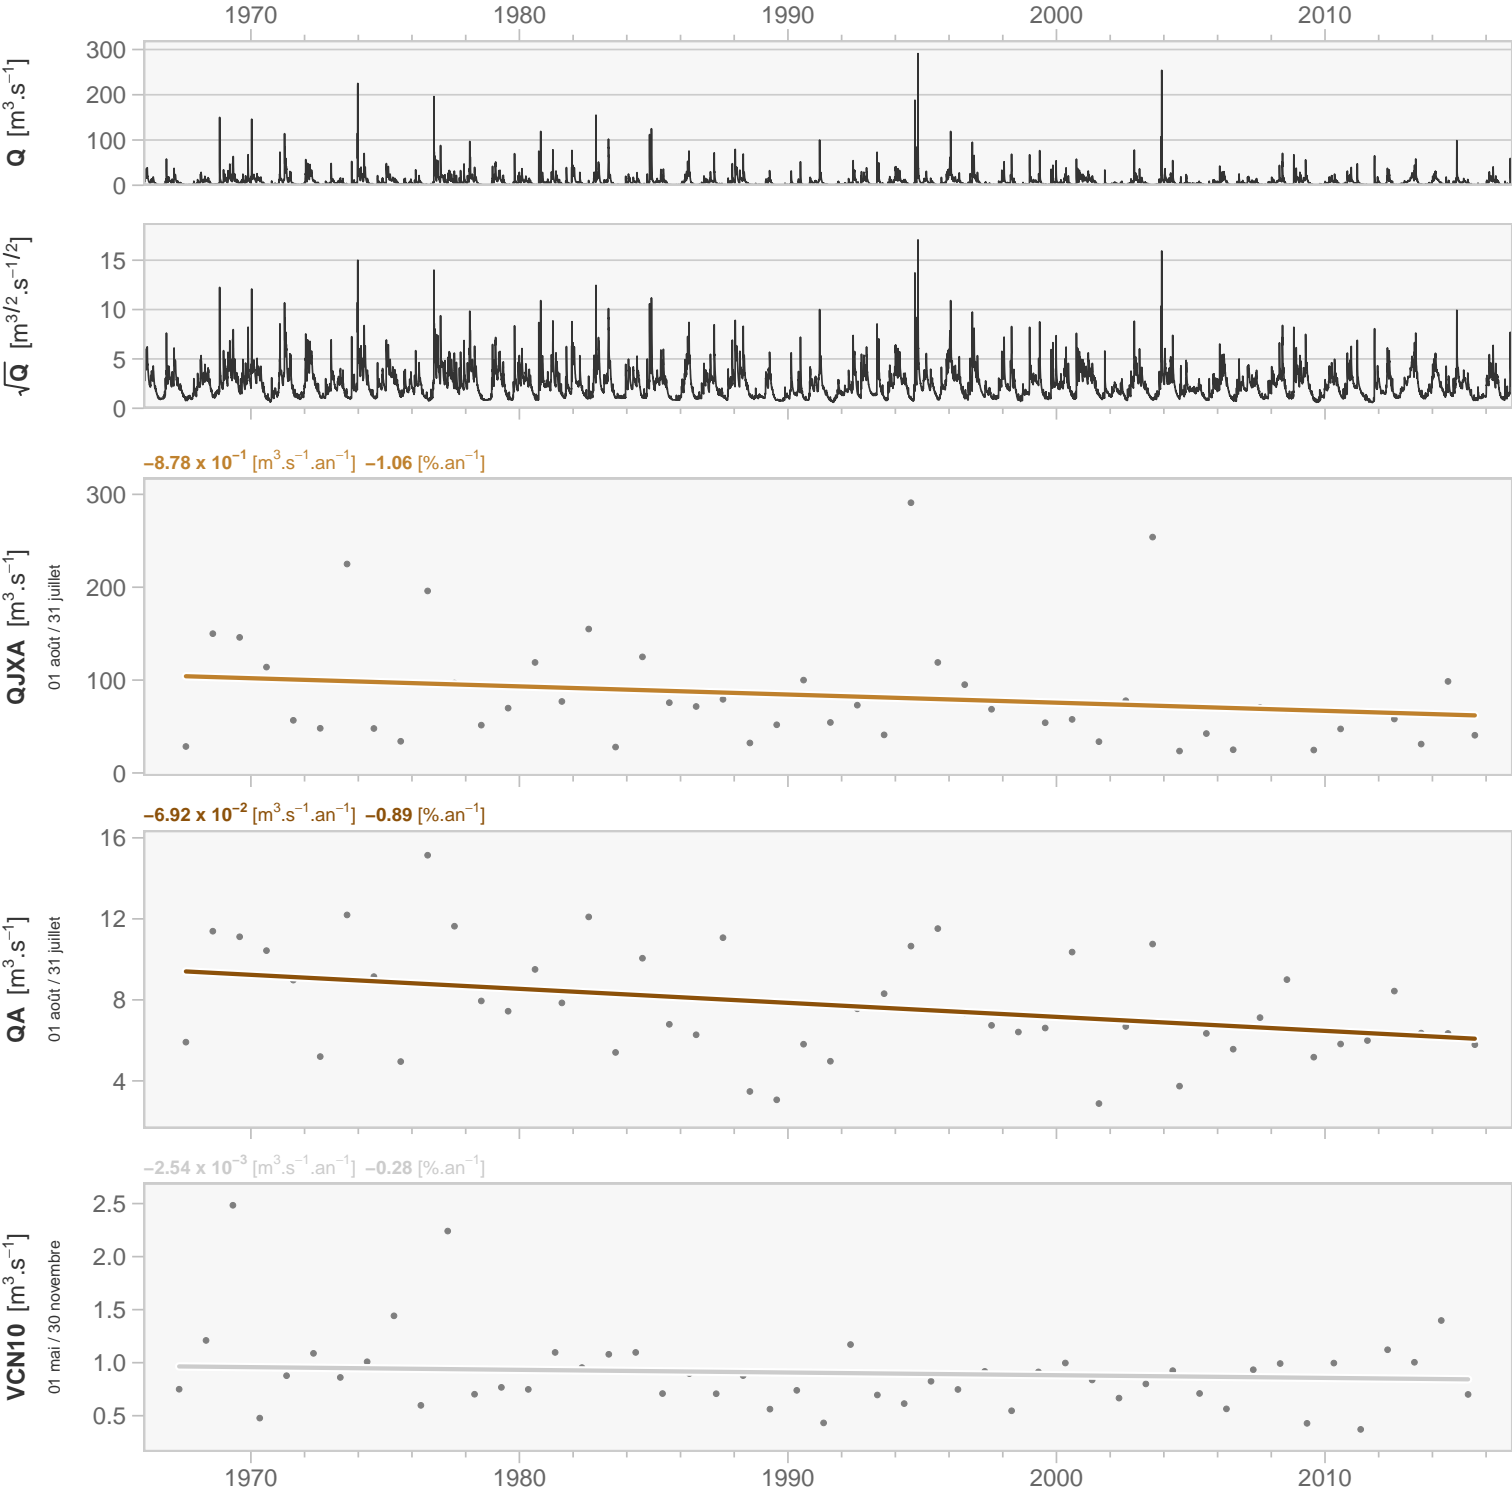 1970 1980 1990 2000 2010
Q [m³.s⁻¹]
300
200
100
0
√Q [m^3/2.s^−1/2]
15
10
5
0
−8.78 x 10⁻¹ [m³.s⁻¹.an⁻¹] −1.06 [%.an⁻¹]
QJXA [m³.s⁻¹]
01 août / 31 juillet
300
200
100
0
−6.92 x 10⁻² [m³.s⁻¹.an⁻¹] −0.89 [%.an⁻¹]
QA [m³.s⁻¹]
01 août / 31 juillet
16
12
8
4
−2.54 x 10⁻³ [m³.s⁻¹.an⁻¹] −0.28 [%.an⁻¹]
VCN10 [m³.s⁻¹]
01 mai / 30 novembre
2.5
2.0
1.5
1.0
0.5
1970 1980 1990 2000 2010